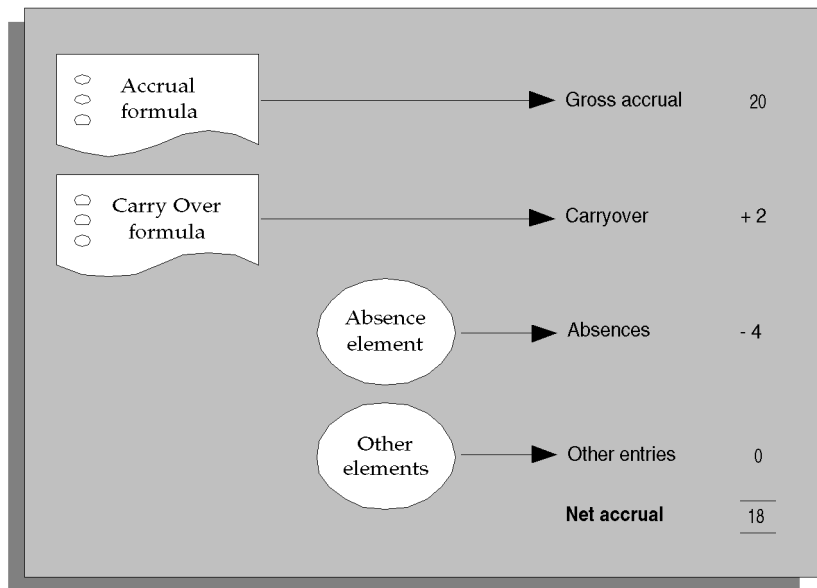 Accrual
formula
Gross accrual 20
Carry Over
formula
Carryover + 2
Absence
element
Absences - 4
Other
elements
Other entries 0
Net accrual 18